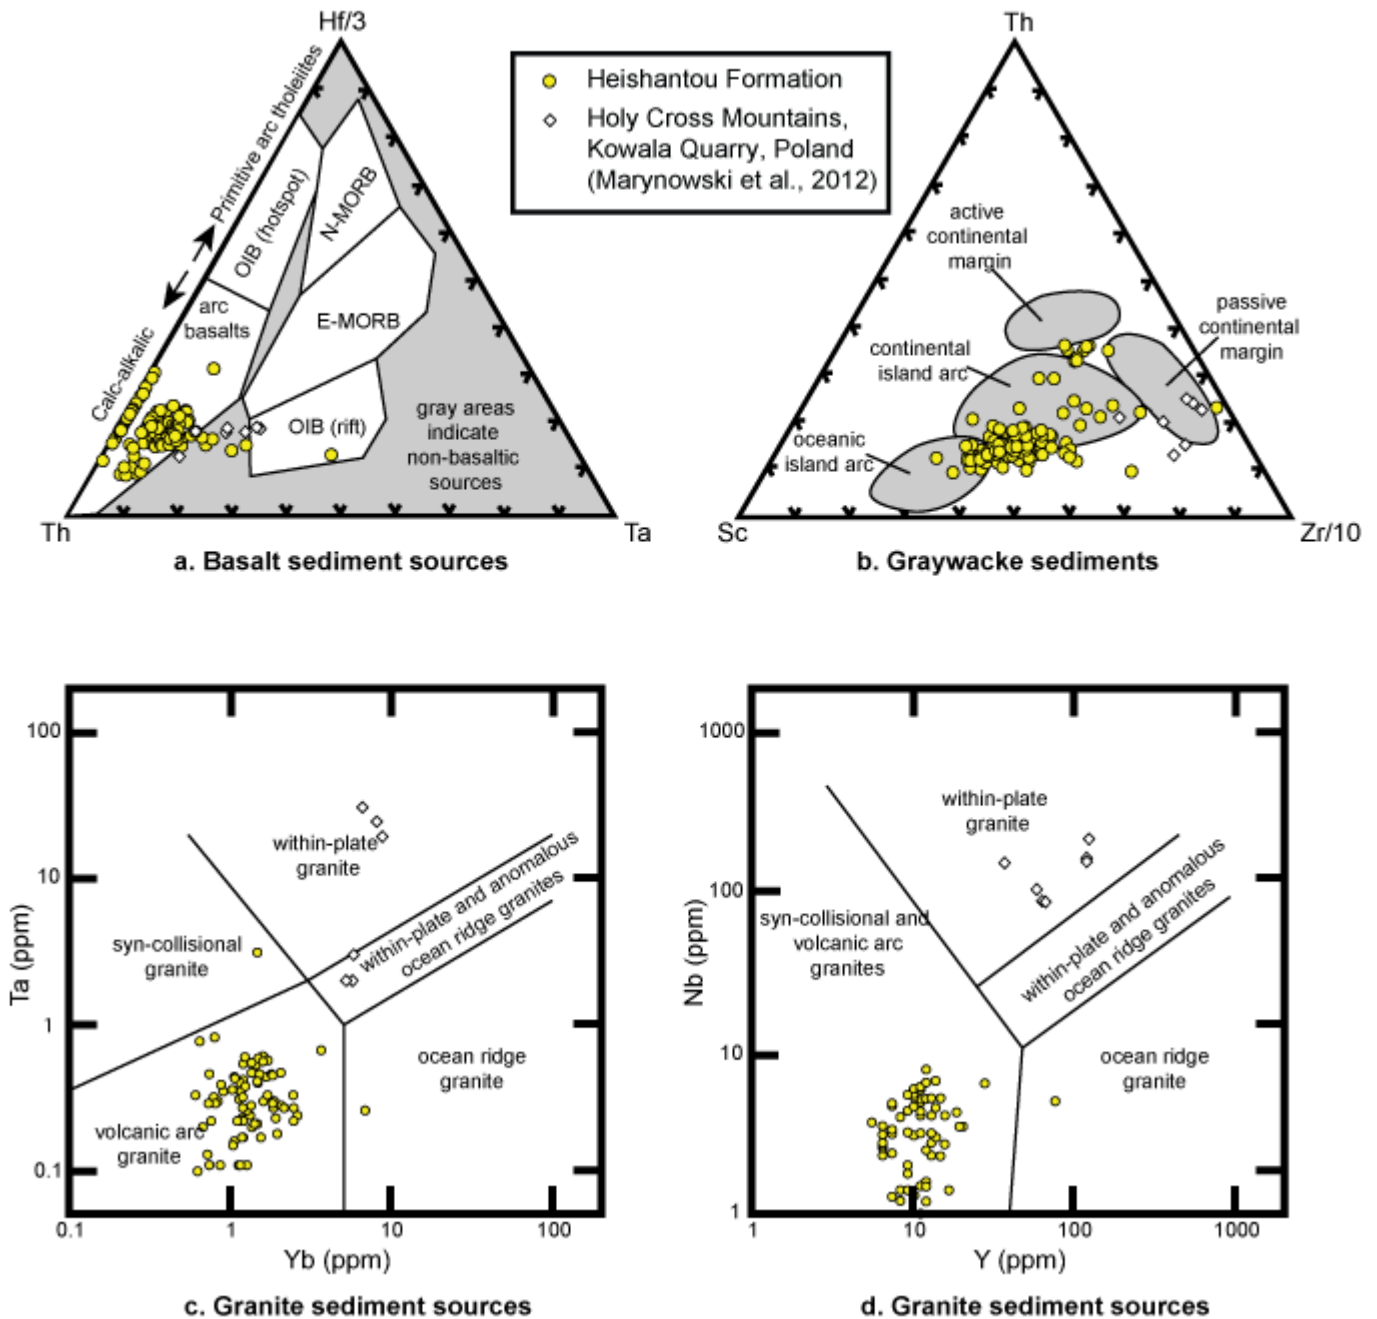 Hf/3
Primitive arc tholeiites
Calc-alkalic
OIB (hotspot)
N-MORB
arc
basalts
E-MORB
OIB (rift)
gray areas
indicate
non-basaltic
sources
Th
Ta
a. Basalt sediment sources
Heishantou Formation
Holy Cross Mountains,
Kowala Quarry, Poland
(Marynowski et al., 2012)
Th
active
continental
margin
passive
continental
margin
continental
island arc
oceanic
island arc
Sc
Zr/10
b. Graywacke sediments
100
10
1
0.1
Ta (ppm)
within-plate
granite
syn-collisional
granite
within-plate and anomalous
ocean ridge granites
ocean ridge
granite
volcanic arc
granite
0.1
1
10
100
Yb (ppm)
c. Granite sediment sources
1000
100
10
1
Nb (ppm)
within-plate
granite
syn-collisional and
volcanic arc
granites
within-plate and anomalous
ocean ridge granites
ocean ridge
granite
1
10
100
1000
Y (ppm)
d. Granite sediment sources